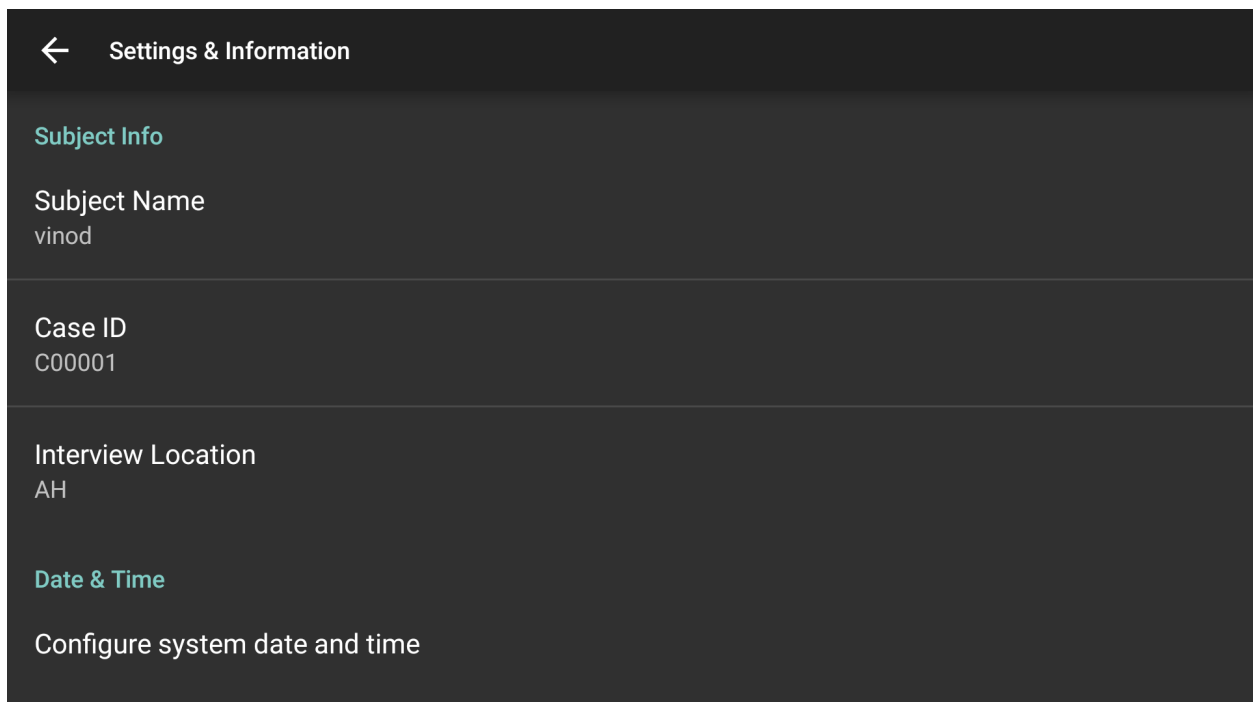 Settings & Information
Subject Info
Subject Name
vinod
Case ID
C00001
Interview Location
AH
Date & Time
Configure system date and time